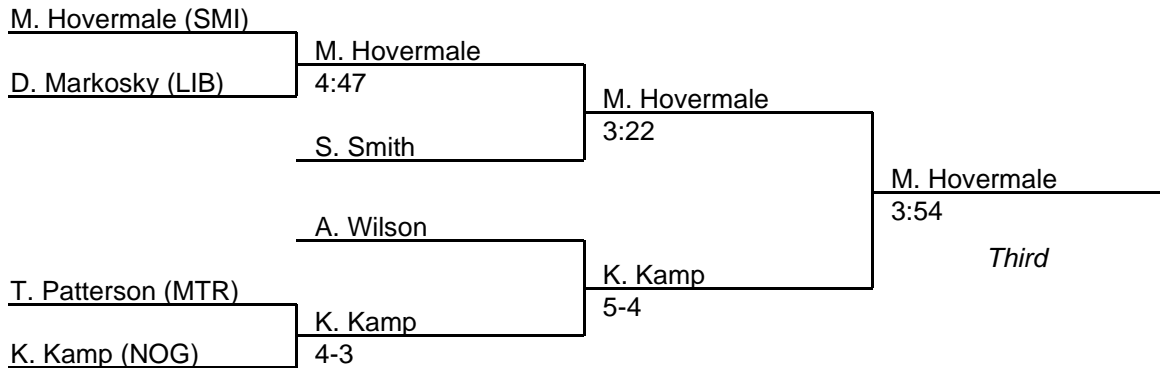 M. Hovermale (SMI)
M. Hovermale
D. Markosky (LIB)
4:47
M. Hovermale
3:22
S. Smith
M. Hovermale
3:54
A. Wilson
Third
K. Kamp
T. Patterson (MTR)
5-4
K. Kamp
K. Kamp (NOG)
4-3